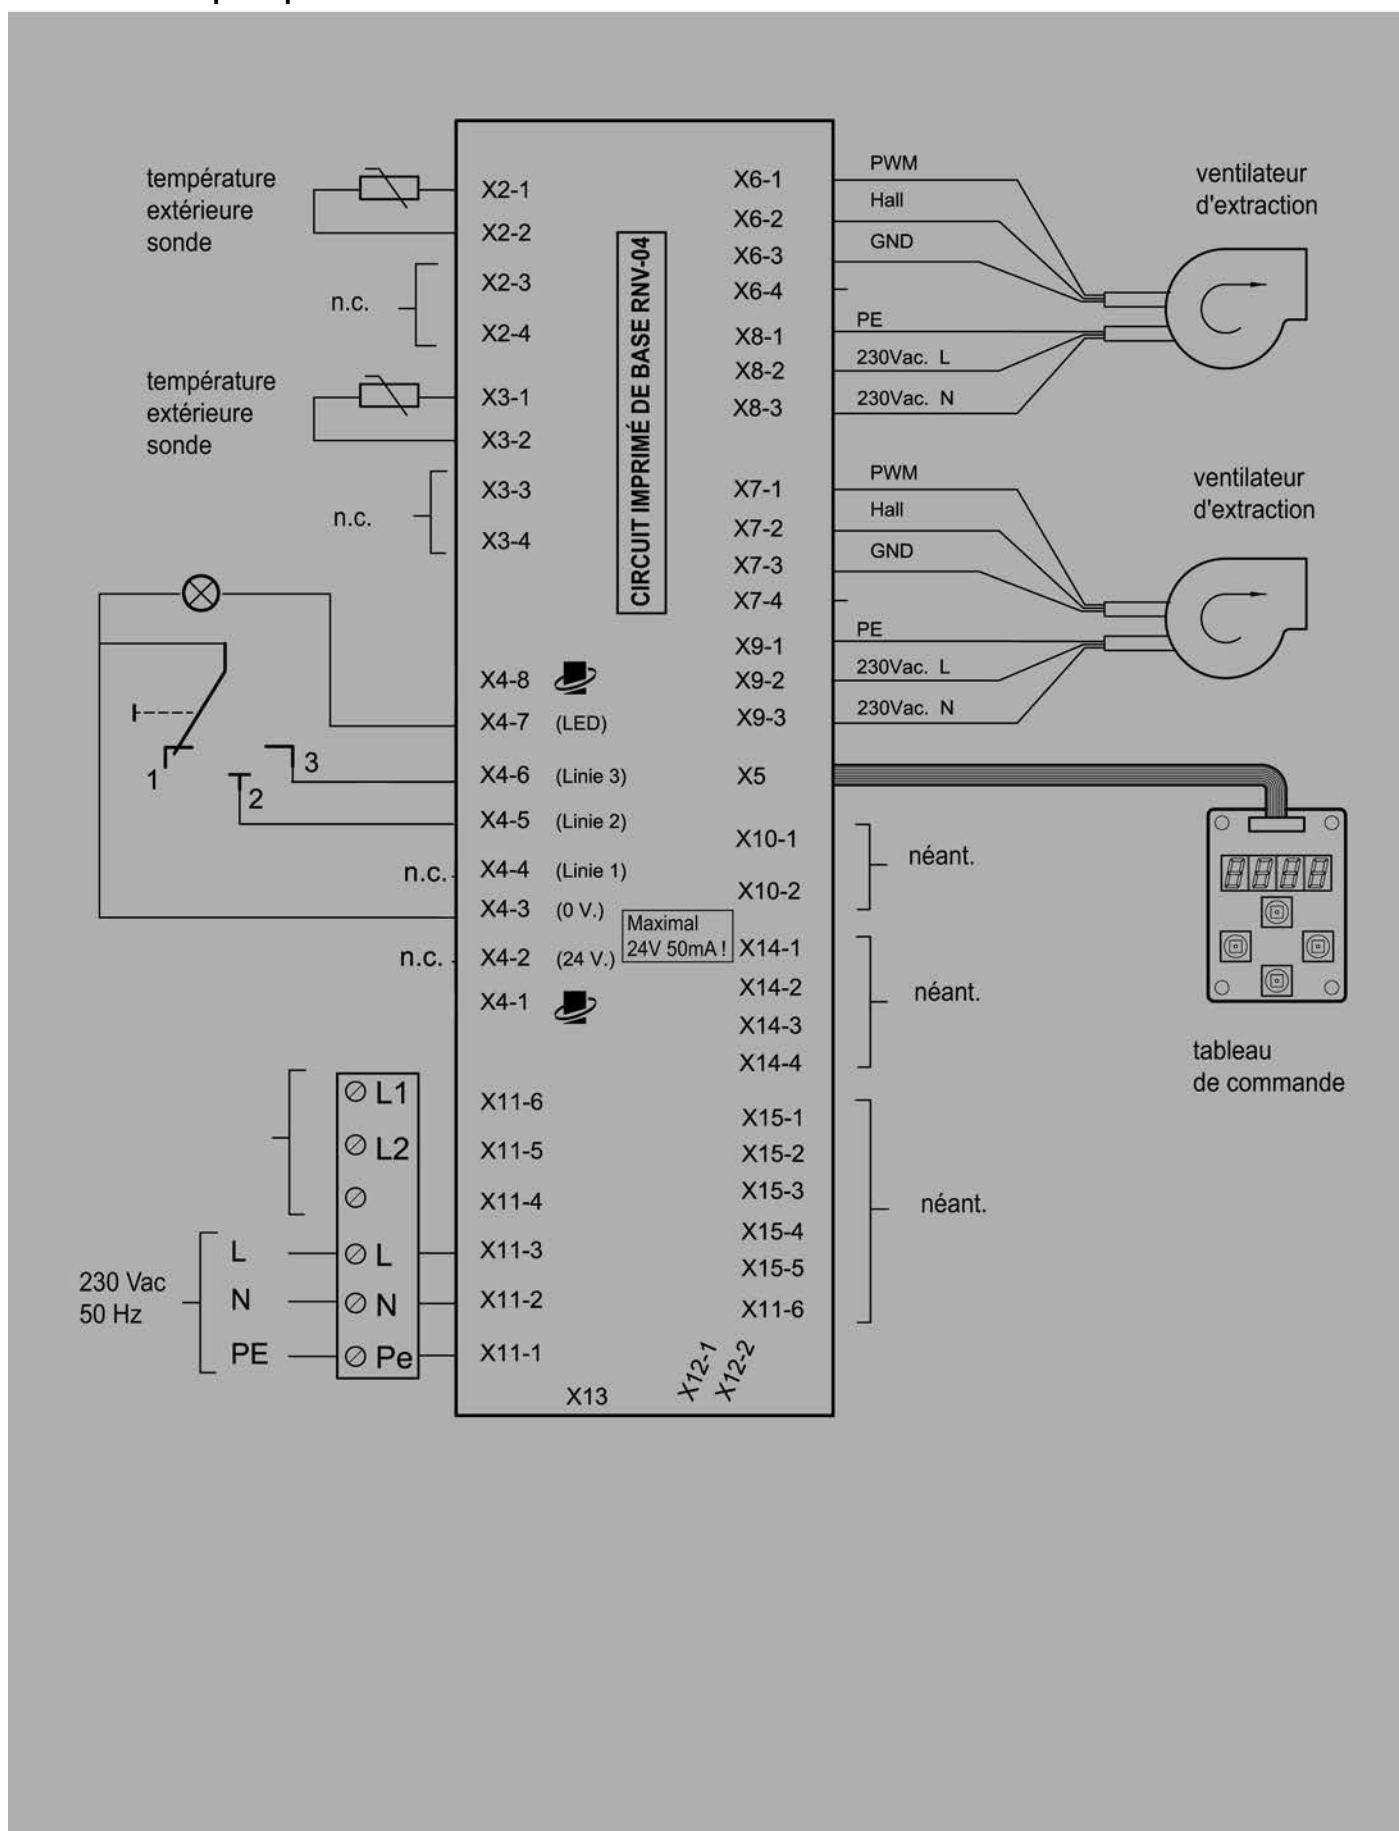 température
extérieure
sonde
n.c.
température
extérieure
sonde
n.c.
1
2
3
n.c.
n.c.
L1
L2
L
N
Pe
230 Vac
50 Hz
L
N
PE
X2-1
X2-2
X2-3
X2-4
X3-1
X3-2
X3-3
X3-4
X4-8
X4-7 (LED)
X4-6 (Linie 3)
X4-5 (Linie 2)
X4-4 (Linie 1)
X4-3 (0 V.)
X4-2 (24 V.)
X4-1
Maximal
24V 50mA !
X11-6
X11-5
X11-4
X11-3
X11-2
X11-1
X13
X12-1
X12-2
CIRCUIT IMPRIMÉ DE BASE RNV-04
X6-1
X6-2
X6-3
X6-4
X8-1
X8-2
X8-3
X7-1
X7-2
X7-3
X7-4
X9-1
X9-2
X9-3
X5
X10-1
X10-2
X14-1
X14-2
X14-3
X14-4
X15-1
X15-2
X15-3
X15-4
X15-5
X11-6
PWM
Hall
GND
PE
230Vac. L
230Vac. N
ventilateur
d'extraction
PWM
Hall
GND
PE
230Vac. L
230Vac. N
ventilateur
d'extraction
néant.
néant.
néant.
8888
tableau
de commande